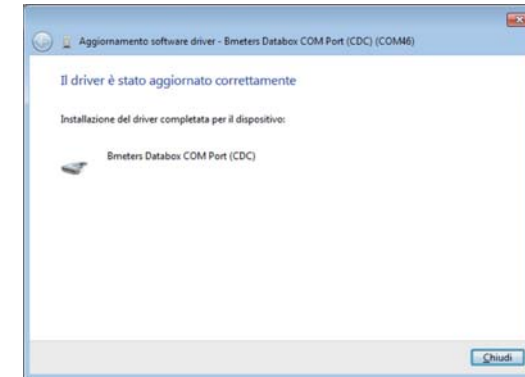 Aggiornamento software driver - Bmeters Databox COM Port (CDC) (COM46)
Il driver è stato aggiornato correttamente
Installazione del driver completata per il dispositivo:
Bmeters Databox COM Port (CDC)
Chiudi